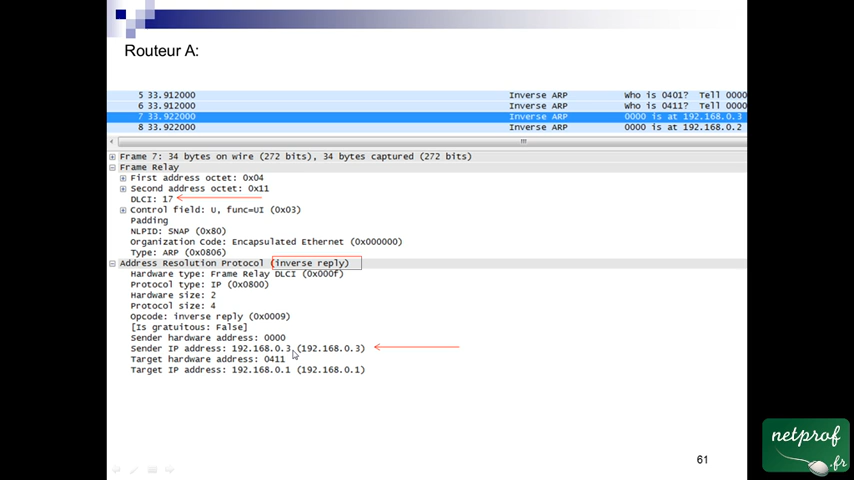 Routeur A:
5 33.912000 Inverse ARP Who is 0401? Tell 0000
6 33.912000 Inverse ARP Who is 0411? Tell 0000
7 33.922000 Inverse ARP 0000 is at 192.168.0.3
8 33.922000 Inverse ARP 0000 is at 192.168.0.2
Frame 7: 34 bytes on wire (272 bits), 34 bytes captured (272 bits)
Frame Relay
First address octet: 0x04
Second address octet: 0x11
DLCI: 17
Control field: U, func=UI (0x03)
Padding
NLPID: SNAP (0x80)
Organization Code: Encapsulated Ethernet (0x000000)
Type: ARP (0x0806)
Address Resolution Protocol (inverse reply)
Hardware type: Frame Relay DLCI (0x000f)
Protocol type: IP (0x0800)
Hardware size: 2
Protocol size: 4
Opcode: inverse reply (0x0009)
[Is gratuitous: False]
Sender hardware address: 0000
Sender IP address: 192.168.0.3 (192.168.0.3)
Target hardware address: 0411
Target IP address: 192.168.0.1 (192.168.0.1)
61
netprof
.fr